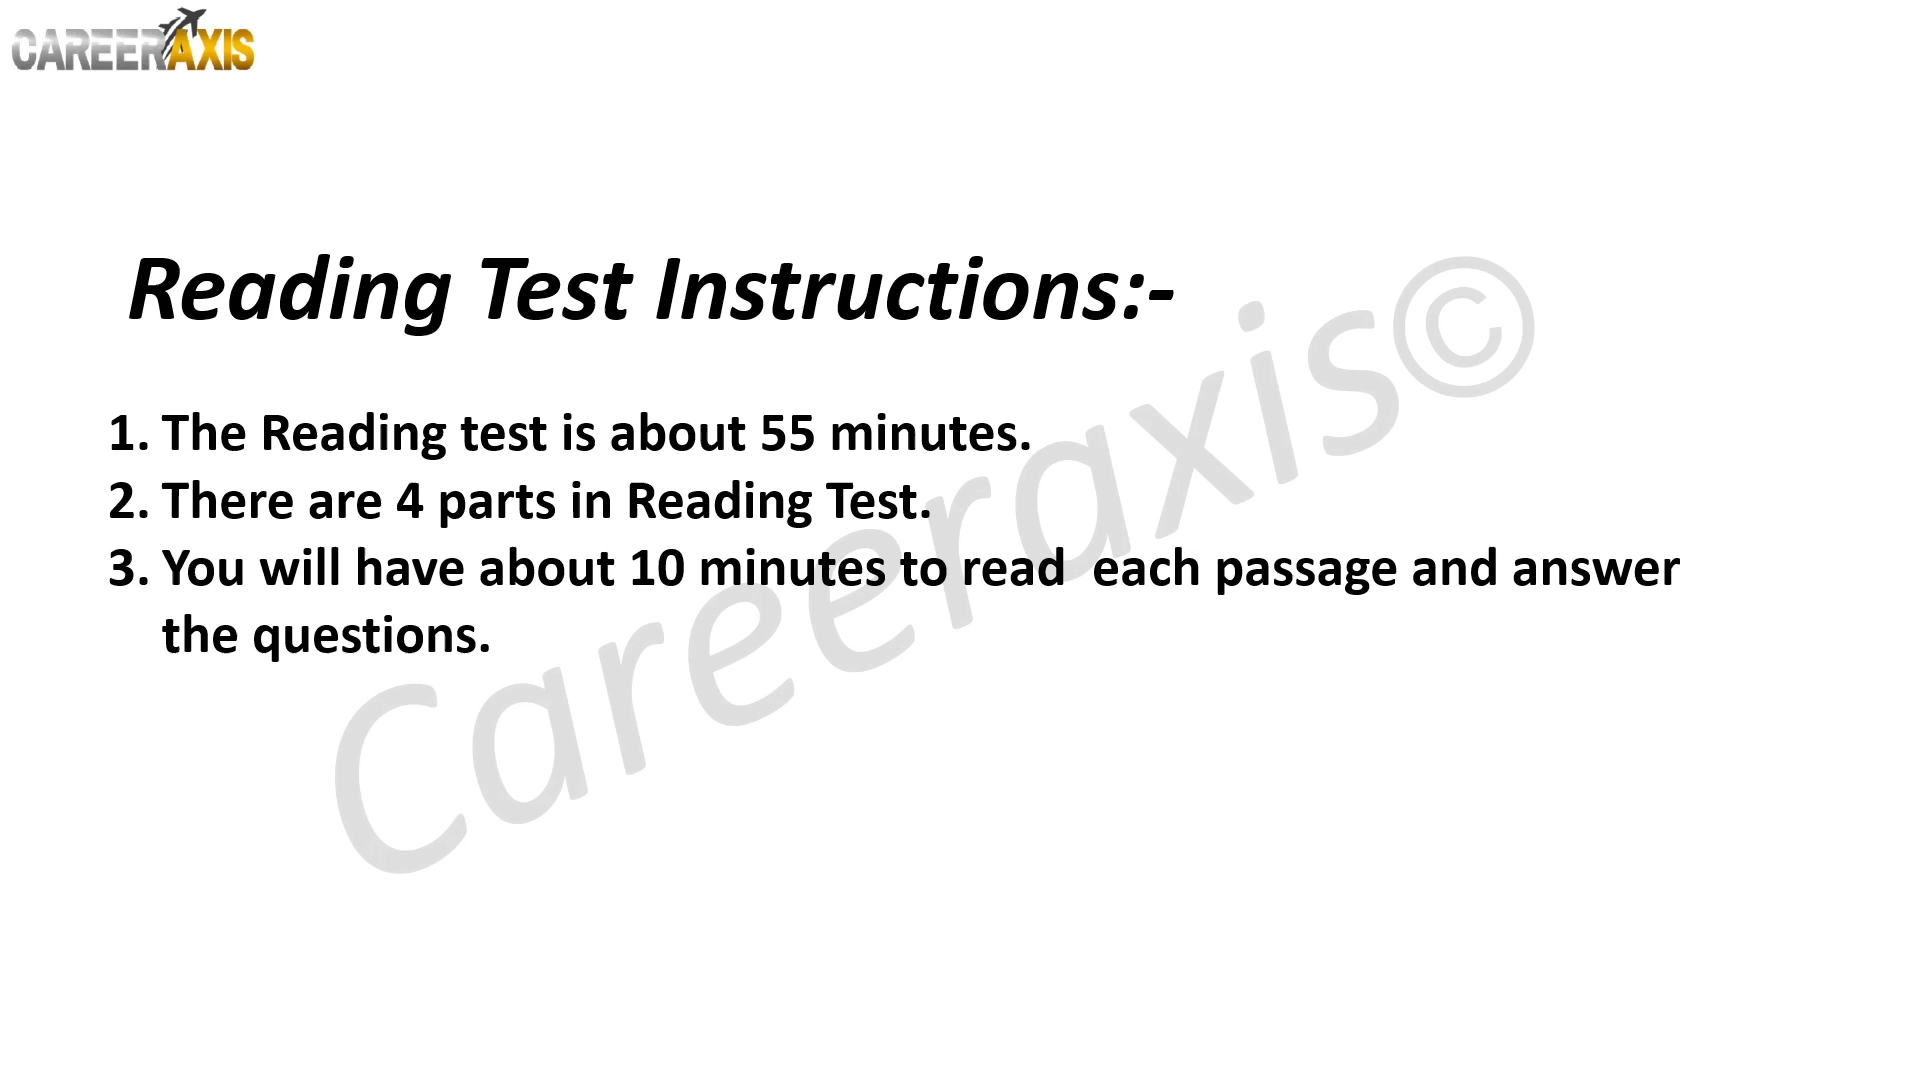 CAREERAXIS
Reading Test Instructions:-
1. The Reading test is about 55 minutes.
2. There are 4 parts in Reading Test.
3. You will have about 10 minutes to read  each passage and answer
the questions.
Careeraxis©